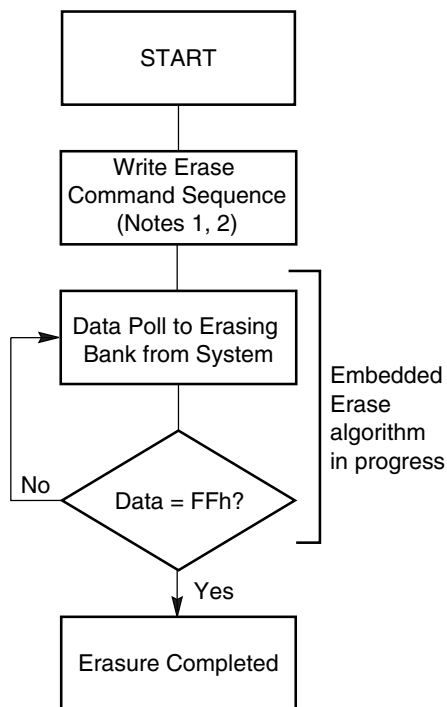 START
Write Erase
Command Sequence
(Notes 1, 2)
Data Poll to Erasing
Bank from System
Embedded
Erase
algorithm
in progress
No
Data = FFh?
Yes
Erasure Completed